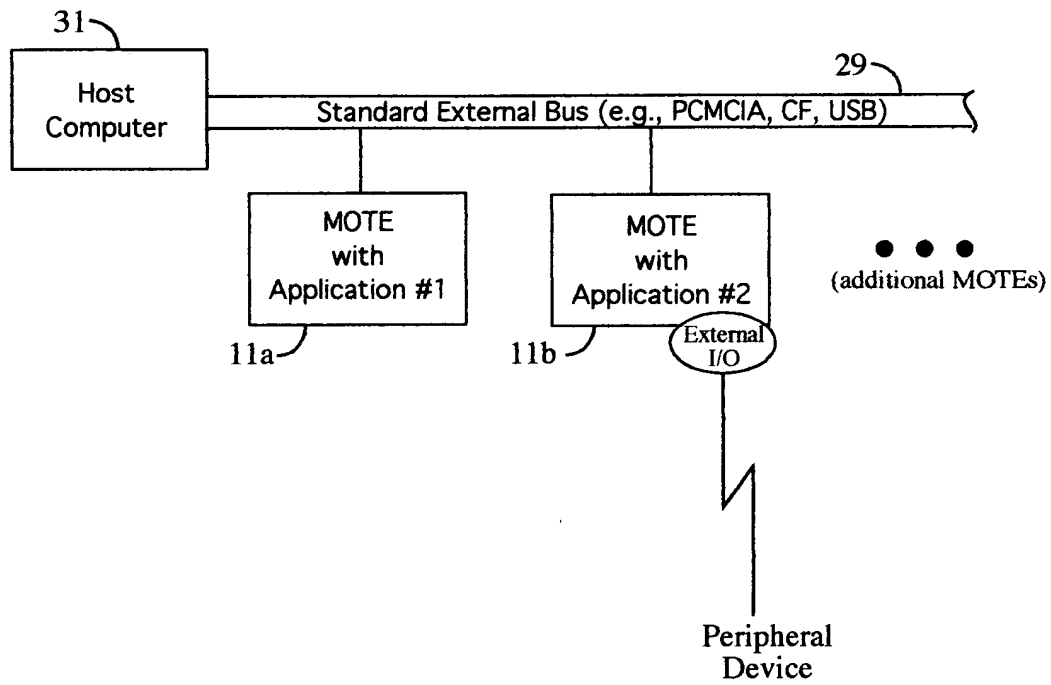 31
Host
Computer
29
Standard External Bus (e.g., PCMCIA, CF, USB)
MOTE
with
Application #1
11a
MOTE
with
Application #2
11b
External
I/O
(additional MOTEs)
Peripheral
Device